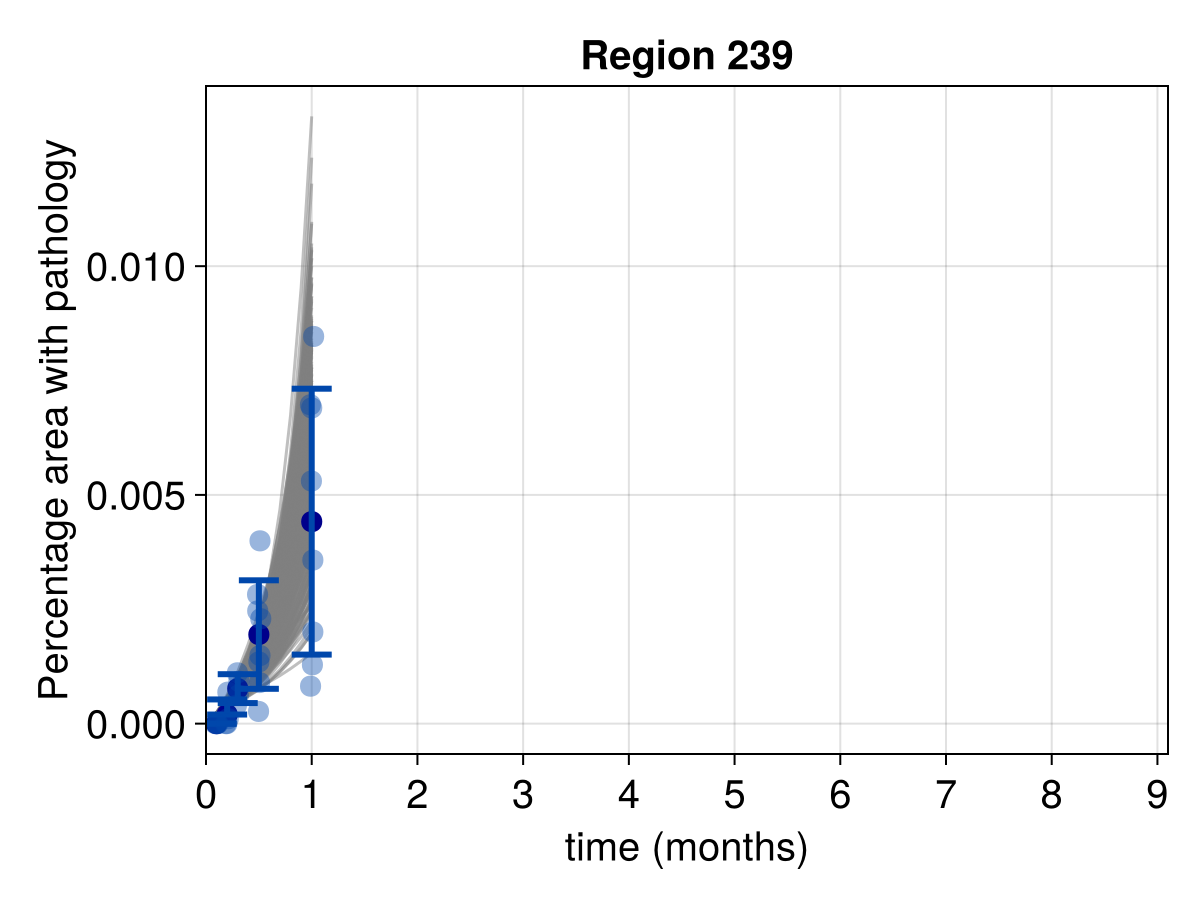 Region 239
Percentage area with pathology
0.010
0.005
0.000
0 1 2 3 4 5 6 7 8 9
time (months)